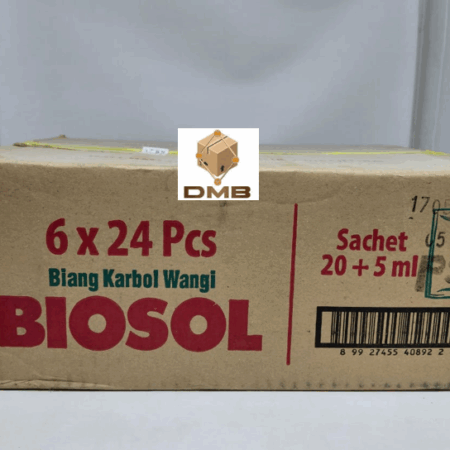 DMB
6 x 24 Pcs
Biang Karbol Wangi
BIOSOL
Sachet
20 + 5 ml
8 99 27455 40892 2